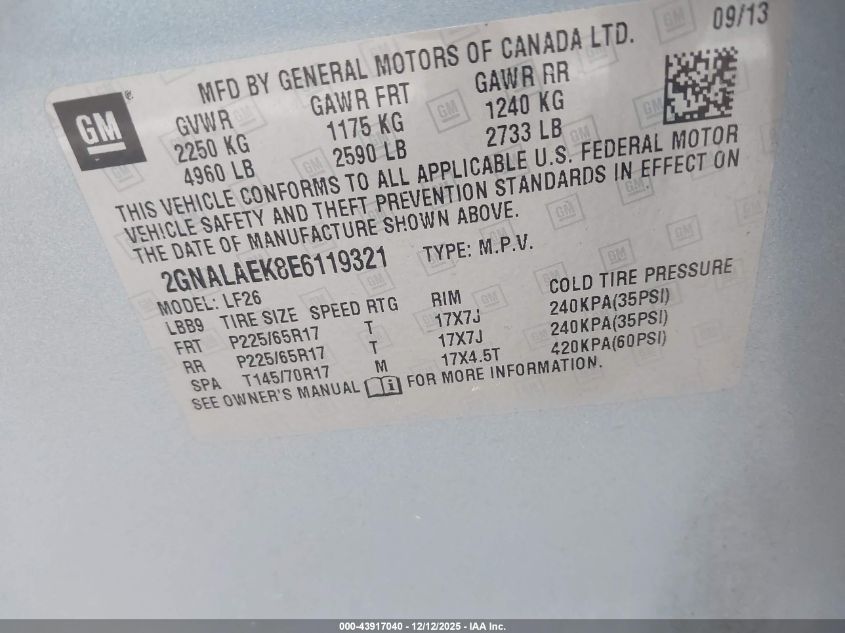 09/13
MFD BY GENERAL MOTORS OF CANADA LTD.
GM
GVWR GAWR FRT GAWR RR
2250 KG 1175 KG 1240 KG
4960 LB 2590 LB 2733 LB
THIS VEHICLE CONFORMS TO ALL APPLICABLE U.S. FEDERAL MOTOR
VEHICLE SAFETY AND THEFT PREVENTION STANDARDS IN EFFECT ON
THE DATE OF MANUFACTURE SHOWN ABOVE.
2GNALAEK8E6119321 TYPE: M.P.V.
MODEL: LF26
LBB9 TIRE SIZE SPEED RTG RIM COLD TIRE PRESSURE
FRT P225/65R17 T 17X7J 240KPA(35PSI)
RR P225/65R17 T 17X7J 240KPA(35PSI)
SPA T145/70R17 M 17X4.5T 420KPA(60PSI)
SEE OWNER'S MANUAL FOR MORE INFORMATION.
000-43917040 - 12/12/2025 - IAA Inc.